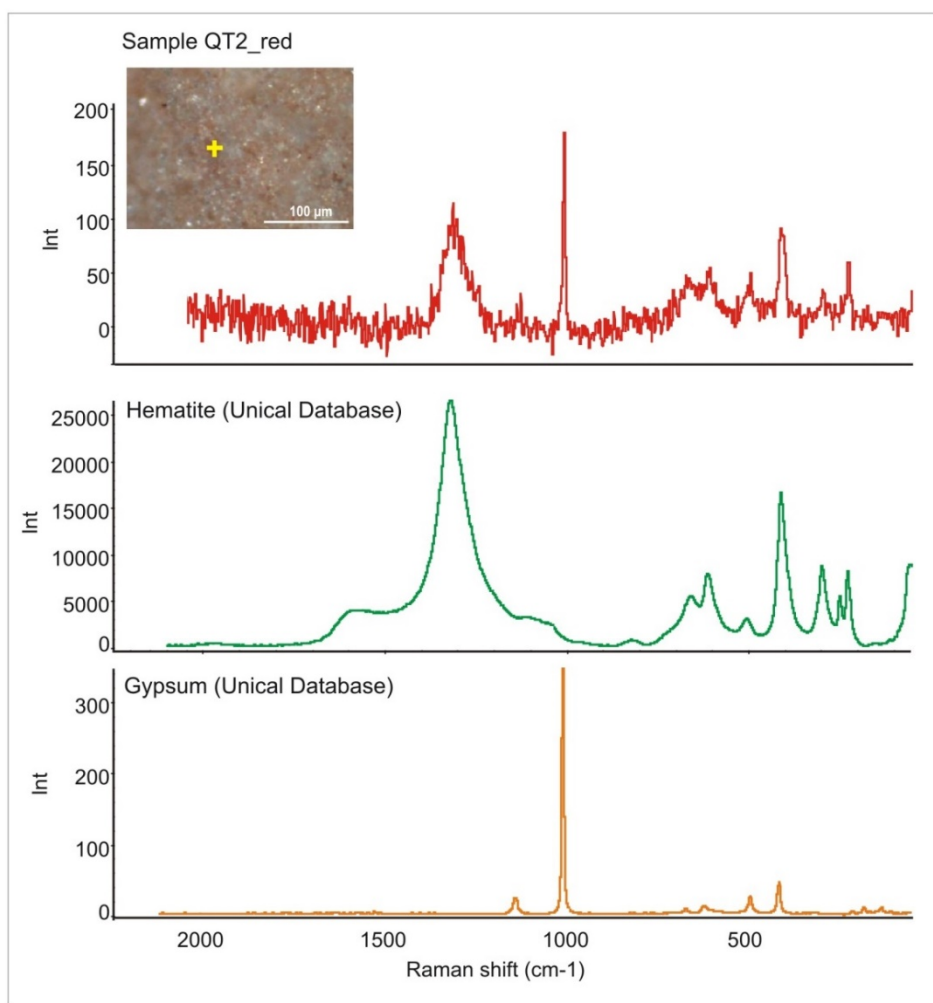 Sample QT2_red
100 µm
200
150
100
50
0
Int
Hematite (Unical Database)
25000
20000
15000
10000
5000
0
Int
Gypsum (Unical Database)
300
200
100
0
Int
2000 1500 1000 500
Raman shift (cm-1)